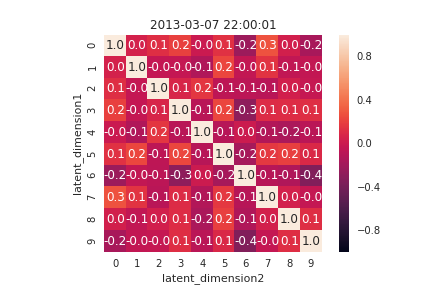 2013-03-07 22:00:01
latent_dimension1
0 1.0 0.0 0.1 0.2 -0.0 0.1 -0.2 0.3 0.0 -0.2
1 0.0 1.0 -0.0 -0.0 -0.1 0.2 -0.0 0.1 -0.1 -0.0
2 0.1 -0.0 1.0 0.1 0.2 -0.1 -0.1 -0.1 0.0 -0.0
3 0.2 -0.0 0.1 1.0 -0.1 0.2 -0.3 0.1 0.1 0.1
4 -0.0 -0.1 0.2 -0.1 1.0 -0.1 0.0 -0.1 -0.2 -0.1
5 0.1 0.2 -0.1 0.2 -0.1 1.0 -0.2 0.2 0.2 0.1
6 -0.2 -0.0 -0.1 -0.3 0.0 -0.2 1.0 -0.1 -0.1 -0.4
7 0.3 0.1 -0.1 0.1 -0.1 0.2 -0.1 1.0 0.0 -0.0
8 0.0 -0.1 0.0 0.1 -0.2 0.2 -0.1 0.0 1.0 0.1
9 -0.2 -0.0 -0.0 0.1 -0.1 0.1 -0.4 -0.0 0.1 1.0
0 1 2 3 4 5 6 7 8 9
latent_dimension2
0.8
0.4
0.0
-0.4
-0.8